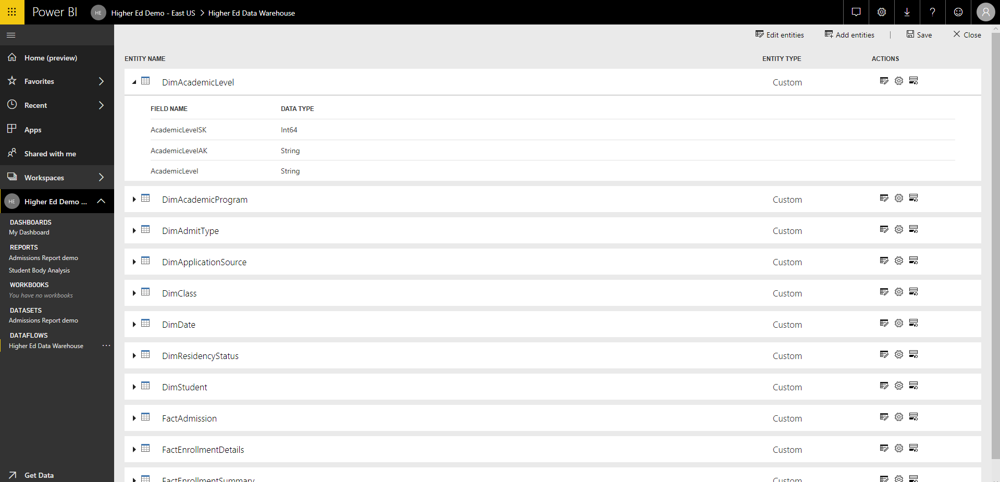 Power BI
HE
Higher Ed Demo - East US > Higher Ed Data Warehouse
?
Edit entities
Add entities
|
Save
Close
Home (preview)
Favorites
Recent
Apps
Shared with me
Workspaces
HE
Higher Ed Demo ...
DASHBOARDS
My Dashboard
REPORTS
Admissions Report demo
Student Body Analysis
WORKBOOKS
You have no workbooks
DATASETS
Admissions Report demo
DATAFLOWS
Higher Ed Data Warehouse
...
Get Data
ENTITY NAME ENTITY TYPE ACTIONS
DimAcademicLevel Custom
FIELD NAME DATA TYPE
AcademicLevelSK Int64
AcademicLevelAK String
AcademicLevel String
DimAcademicProgram Custom
DimAdmitType Custom
DimApplicationSource Custom
DimClass Custom
DimDate Custom
DimResidencyStatus Custom
DimStudent Custom
FactAdmission Custom
FactEnrollmentDetails Custom
FactEnrollmentSummary Custom